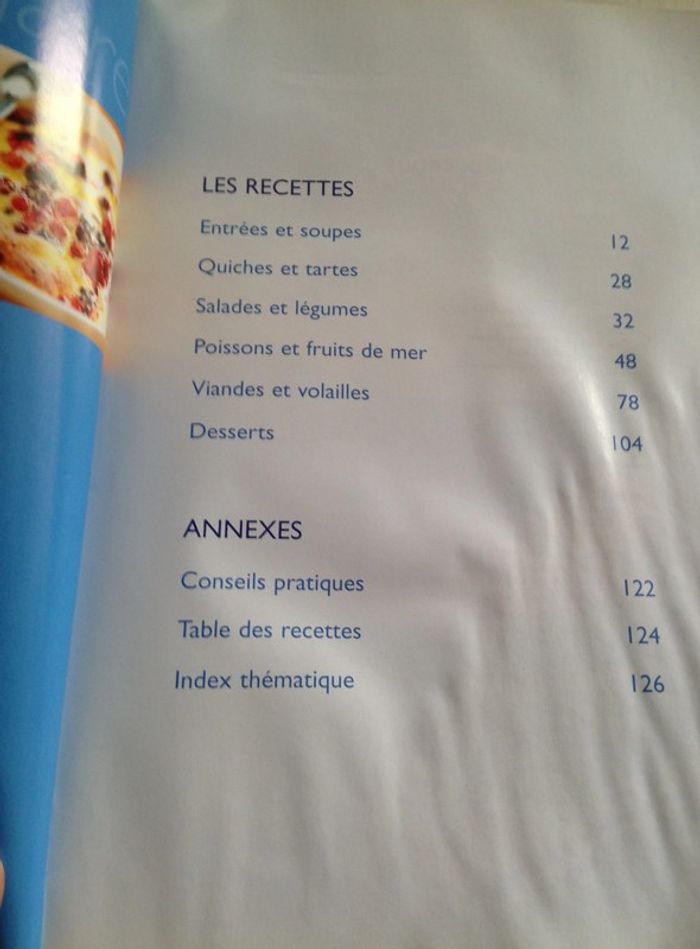 LES RECETTES
Entrées et soupes 12
Quiches et tartes 28
Salades et légumes 32
Poissons et fruits de mer 48
Viandes et volailles 78
Desserts 104
ANNEXES
Conseils pratiques 122
Table des recettes 124
Index thématique 126